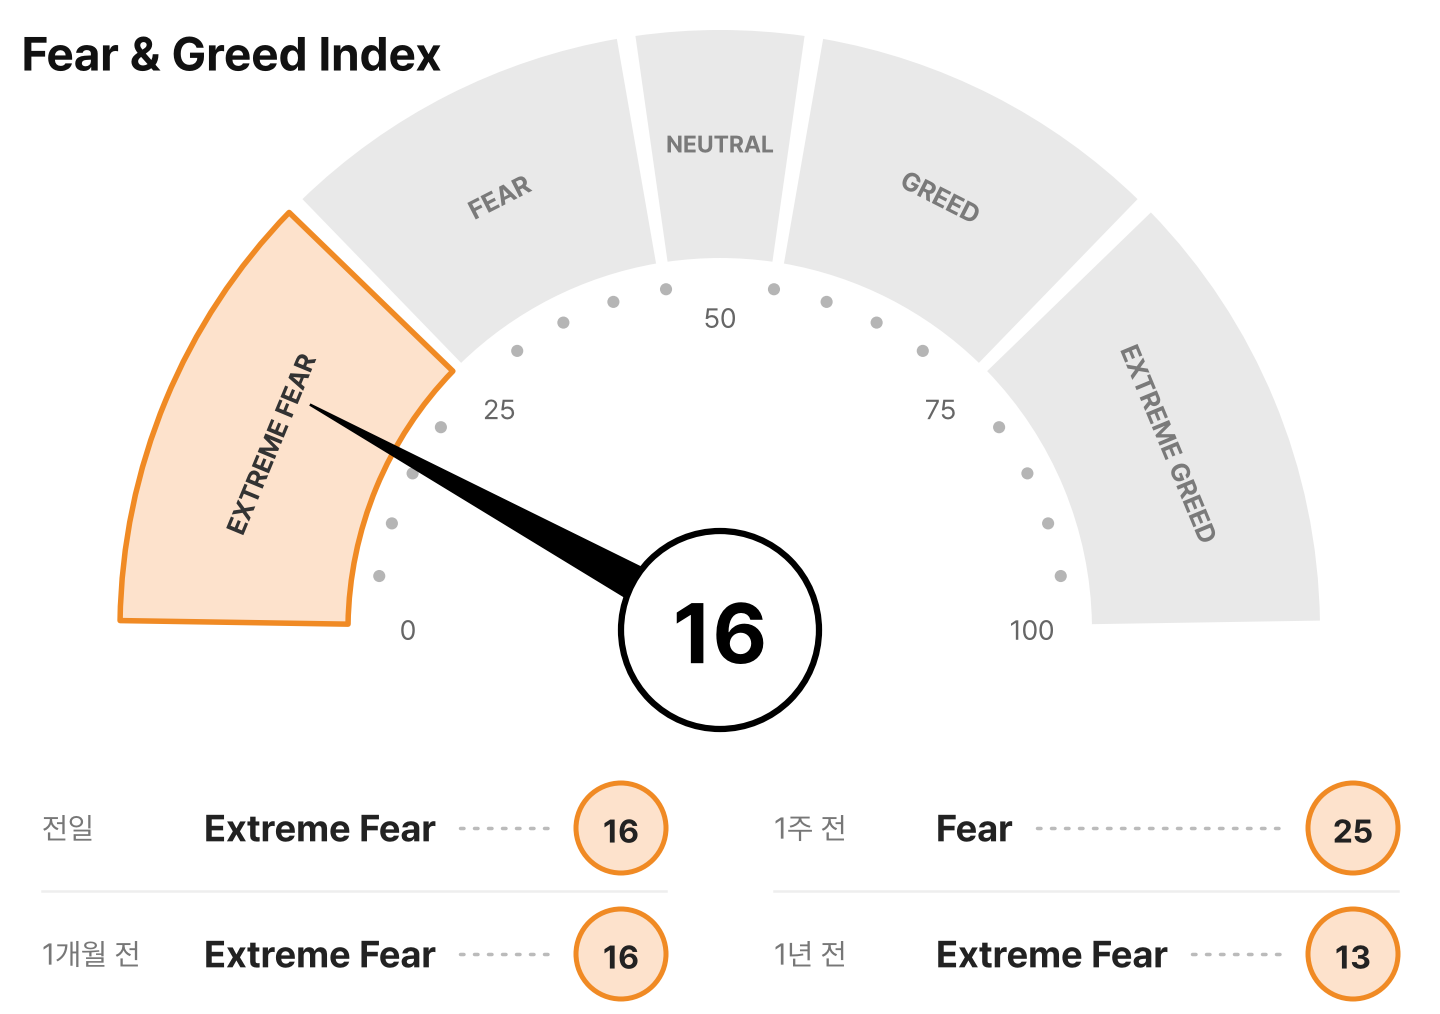 Fear & Greed Index
EXTREME FEAR
FEAR
NEUTRAL
GREED
EXTREME GREED
0
25
50
75
100
16
전일 Extreme Fear 16
1주 전 Fear 25
1개월 전 Extreme Fear 16
1년 전 Extreme Fear 13